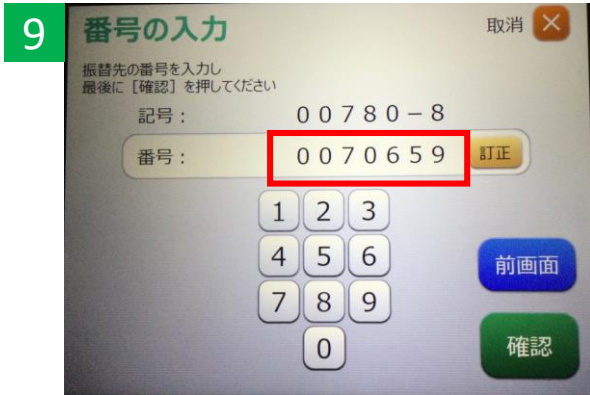 9
番号の入力
取消 ×
振替先の番号を入力し
最後に［確認］を押してください
記号： 00780－8
番号： 0070659 訂正
1 2 3
4 5 6
前画面
7 8 9
0
確認